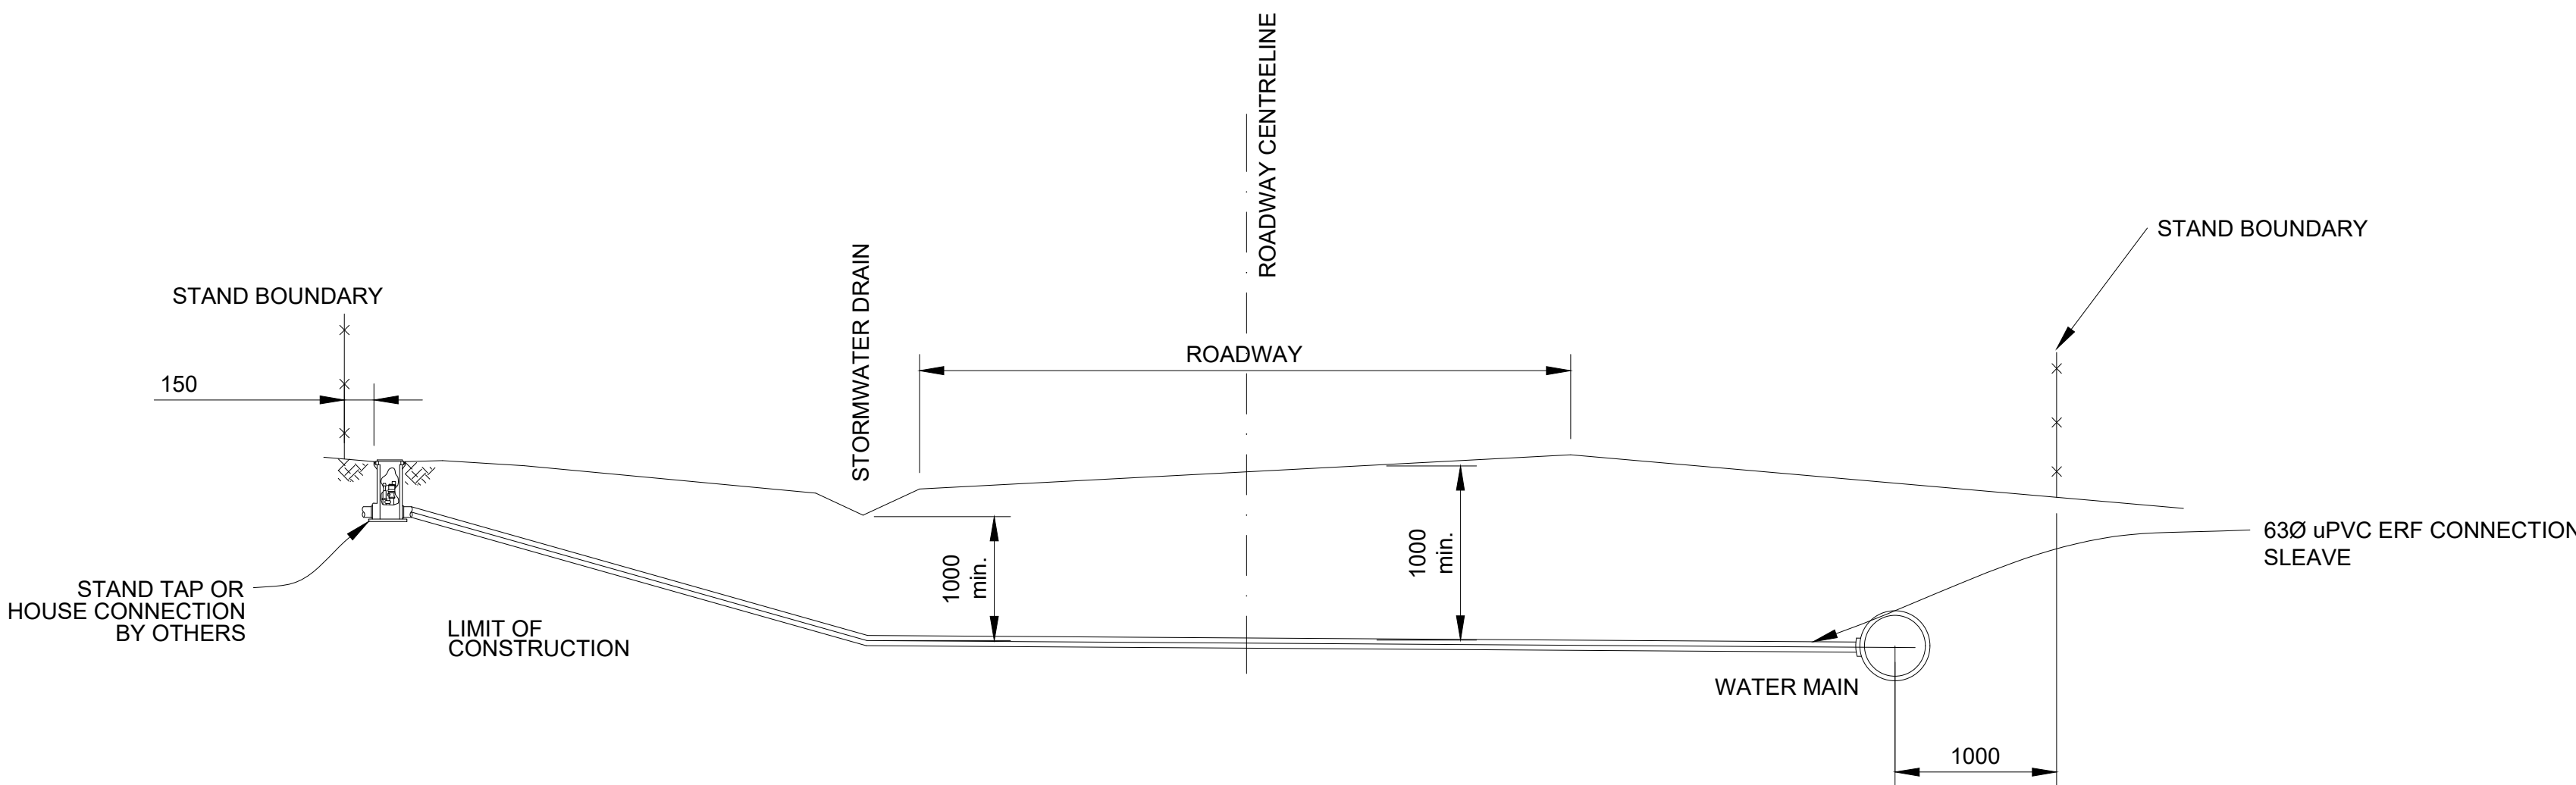 ROADWAY CENTRELINE
STAND BOUNDARY
STORMWATER DRAIN
STAND BOUNDARY
ROADWAY
150
1000
min.
1000
min.
63Ø uPVC ERF CONNECTION
SLEAVE
STAND TAP OR
HOUSE CONNECTION
BY OTHERS
LIMIT OF
CONSTRUCTION
WATER MAIN
1000